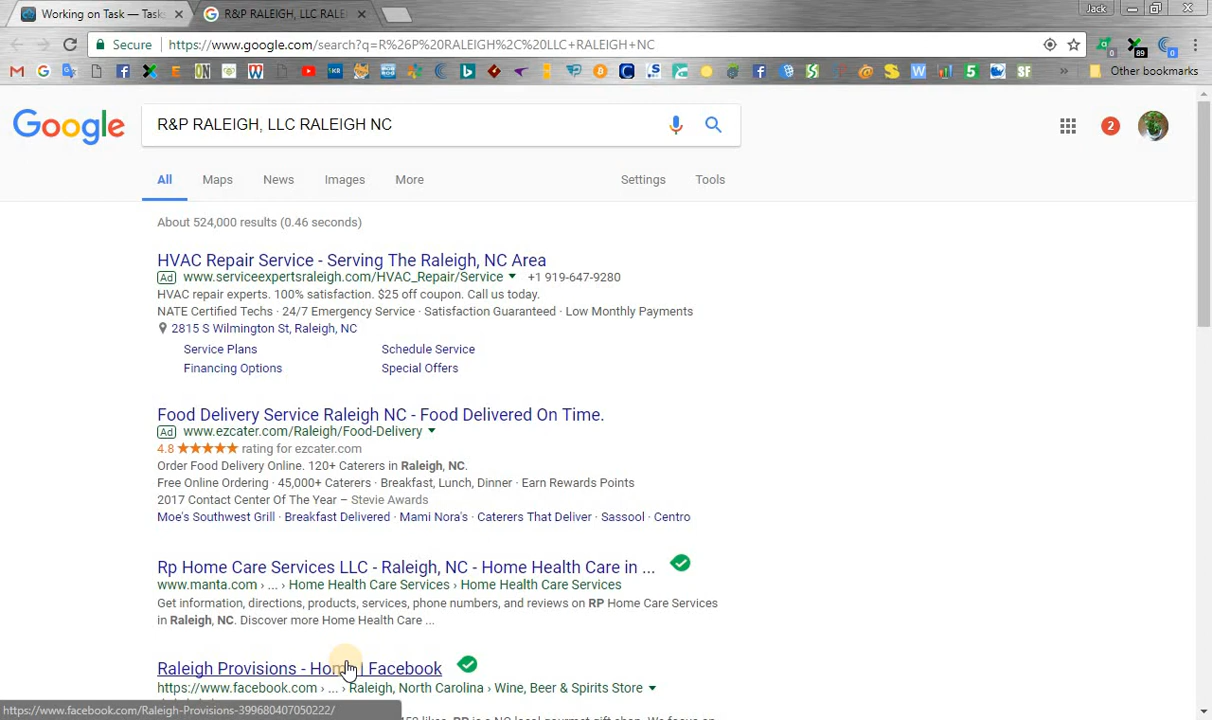 Working on Task — Task
R&P RALEIGH, LLC RALE
Jack
Secure
https://www.google.com/search?q=R%26P%20RALEIGH%2C%20LLC+RALEIGH+NC
0
89
0
Other bookmarks
Google
R&P RALEIGH, LLC RALEIGH NC
2
All
Maps
News
Images
More
Settings
Tools
About 524,000 results (0.46 seconds)
HVAC Repair Service - Serving The Raleigh, NC Area
Ad www.serviceexpertsraleigh.com/HVAC_Repair/Service +1 919-647-9280
HVAC repair experts. 100% satisfaction. $25 off coupon. Call us today.
NATE Certified Techs · 24/7 Emergency Service · Satisfaction Guaranteed · Low Monthly Payments
2815 S Wilmington St, Raleigh, NC
Service Plans
Schedule Service
Financing Options
Special Offers
Food Delivery Service Raleigh NC - Food Delivered On Time.
Ad www.ezcater.com/Raleigh/Food-Delivery
4.8 ★★★★★ rating for ezcater.com
Order Food Delivery Online. 120+ Caterers in Raleigh, NC.
Free Online Ordering · 45,000+ Caterers · Breakfast, Lunch, Dinner · Earn Rewards Points
2017 Contact Center Of The Year – Stevie Awards
Moe's Southwest Grill · Breakfast Delivered · Mami Nora's · Caterers That Deliver · Sassool · Centro
Rp Home Care Services LLC - Raleigh, NC - Home Health Care in ...
www.manta.com › ... › Home Health Care Services › Home Health Care Services
Get information, directions, products, services, phone numbers, and reviews on RP Home Care Services
in Raleigh, NC. Discover more Home Health Care ...
Raleigh Provisions - Home | Facebook
https://www.facebook.com › ... › Raleigh, North Carolina › Wine, Beer & Spirits Store
https://www.facebook.com/Raleigh-Provisions-399680407050222/